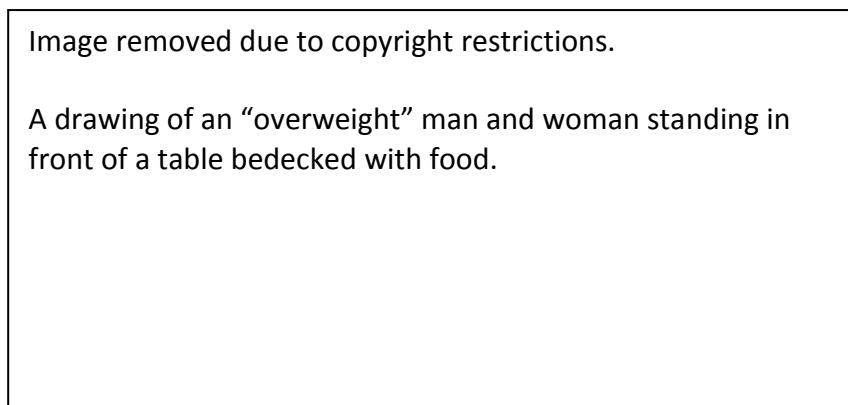 Image removed due to copyright restrictions.
A drawing of an “overweight” man and woman standing in
front of a table bedecked with food.